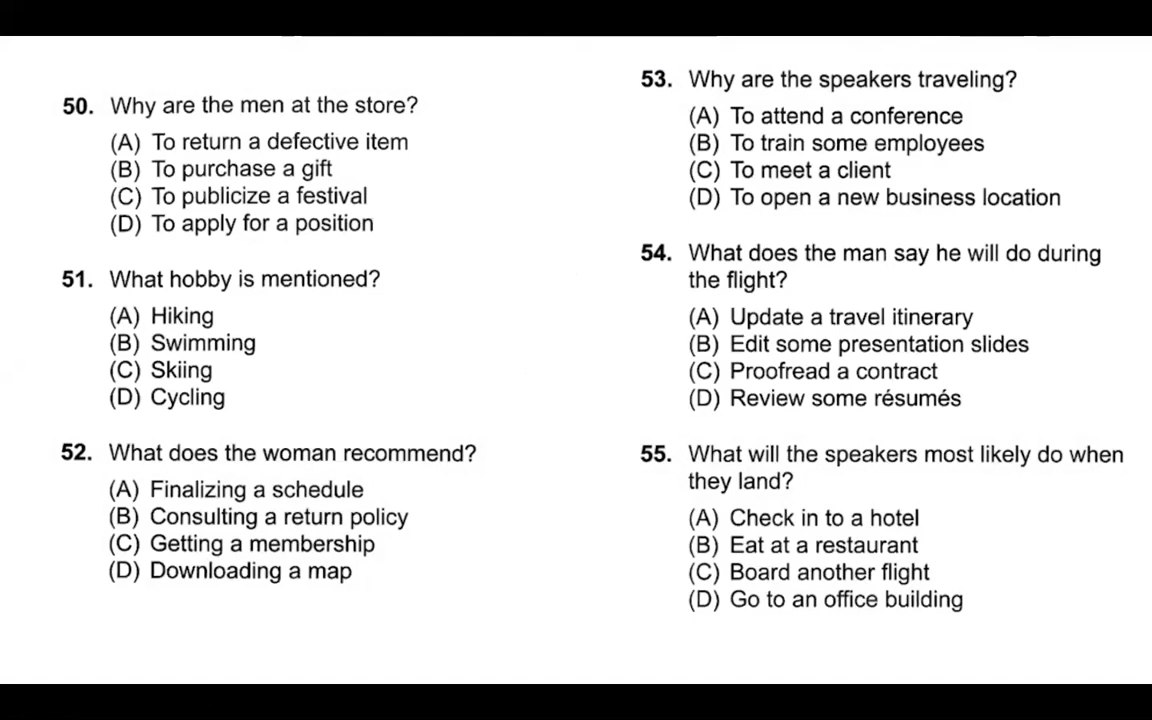 50. Why are the men at the store?
(A) To return a defective item
(B) To purchase a gift
(C) To publicize a festival
(D) To apply for a position
51. What hobby is mentioned?
(A) Hiking
(B) Swimming
(C) Skiing
(D) Cycling
52. What does the woman recommend?
(A) Finalizing a schedule
(B) Consulting a return policy
(C) Getting a membership
(D) Downloading a map
53. Why are the speakers traveling?
(A) To attend a conference
(B) To train some employees
(C) To meet a client
(D) To open a new business location
54. What does the man say he will do during
the flight?
(A) Update a travel itinerary
(B) Edit some presentation slides
(C) Proofread a contract
(D) Review some résumés
55. What will the speakers most likely do when
they land?
(A) Check in to a hotel
(B) Eat at a restaurant
(C) Board another flight
(D) Go to an office building